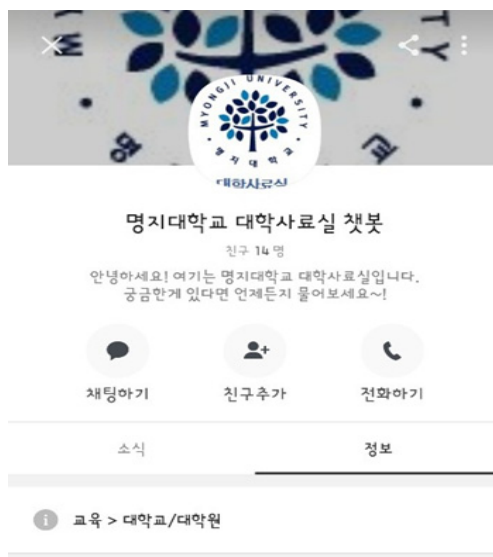 MYONGJI UNIVERSITY
명지대학교
대학사료실
명지대학교 대학사료실 챗봇
친구 14 명
안녕하세요! 여기는 명지대학교 대학사료실입니다.
궁금한게 있다면 언제든지 물어보세요~!
채팅하기 친구추가 전화하기
소식 정보
교육 > 대학교/대학원